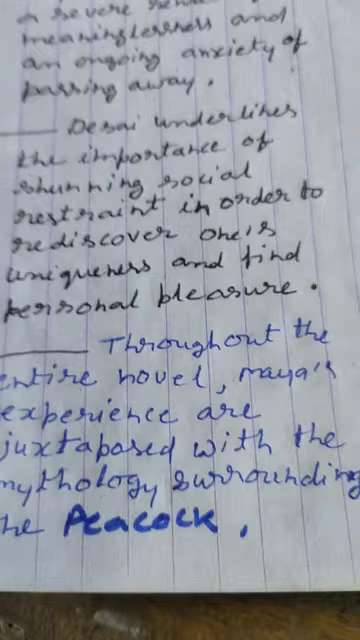 a severe sense
meaninglessness and
an ongoing anxiety of
passing away.
Desai underlines
the importance of
shunning social
restraint in order to
rediscover one's
uniqueness and find
personal pleasure.
Throughout the
entire novel, maya's
experience are
juxtaposed with the
mythology surrounding
the Peacock.